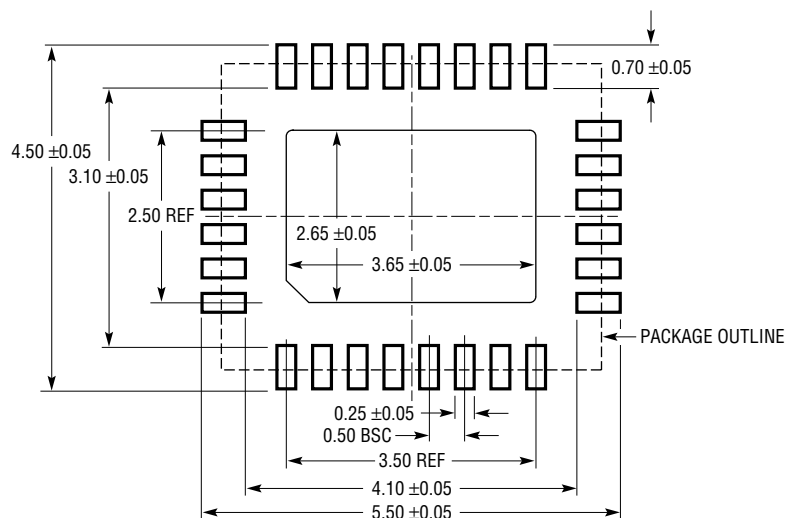 0.70 ±0.05
4.50 ±0.05
3.10 ±0.05
2.50 REF
2.65 ±0.05
3.65 ±0.05
PACKAGE OUTLINE
0.25 ±0.05
0.50 BSC
3.50 REF
4.10 ±0.05
5.50 ±0.05